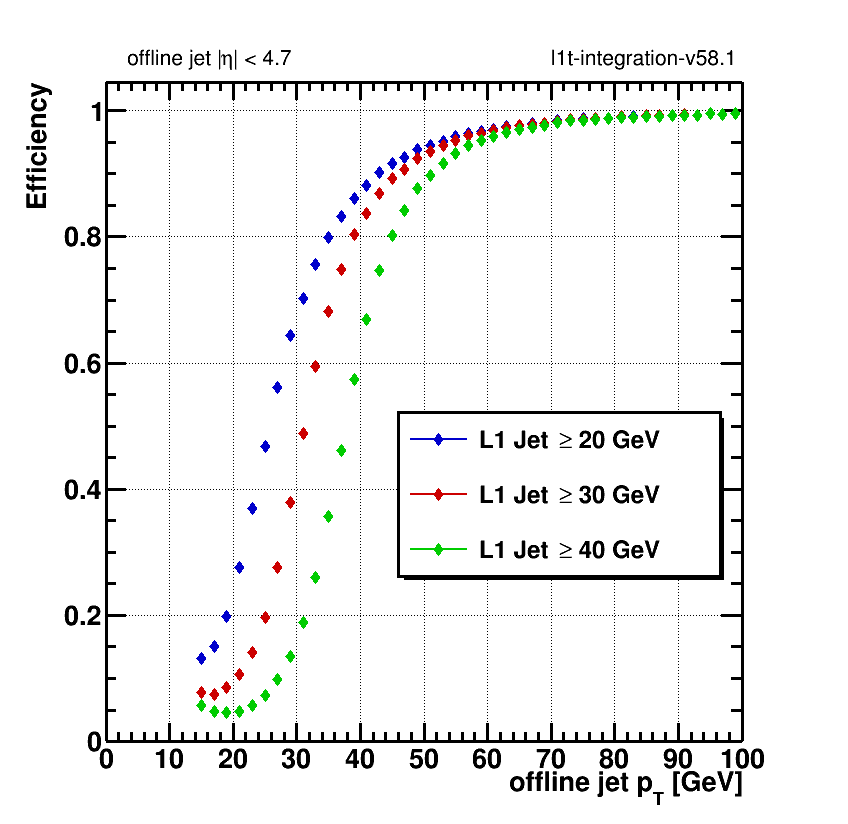 offline jet |η| < 4.7
l1t-integration-v58.1
Efficiency
1
0.8
0.6
0.4
0.2
0
L1 Jet ≥ 20 GeV
L1 Jet ≥ 30 GeV
L1 Jet ≥ 40 GeV
0 10 20 30 40 50 60 70 80 90 100
offline jet p_T [GeV]